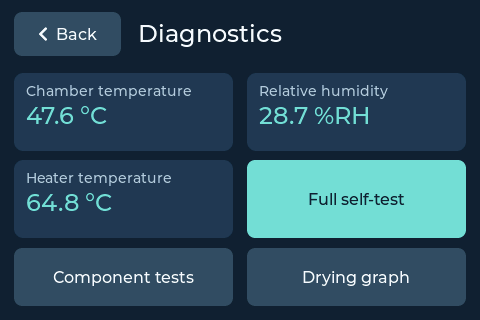 Back
Diagnostics
Chamber temperature
47.6 °C
Relative humidity
28.7 %RH
Heater temperature
64.8 °C
Full self-test
Component tests
Drying graph